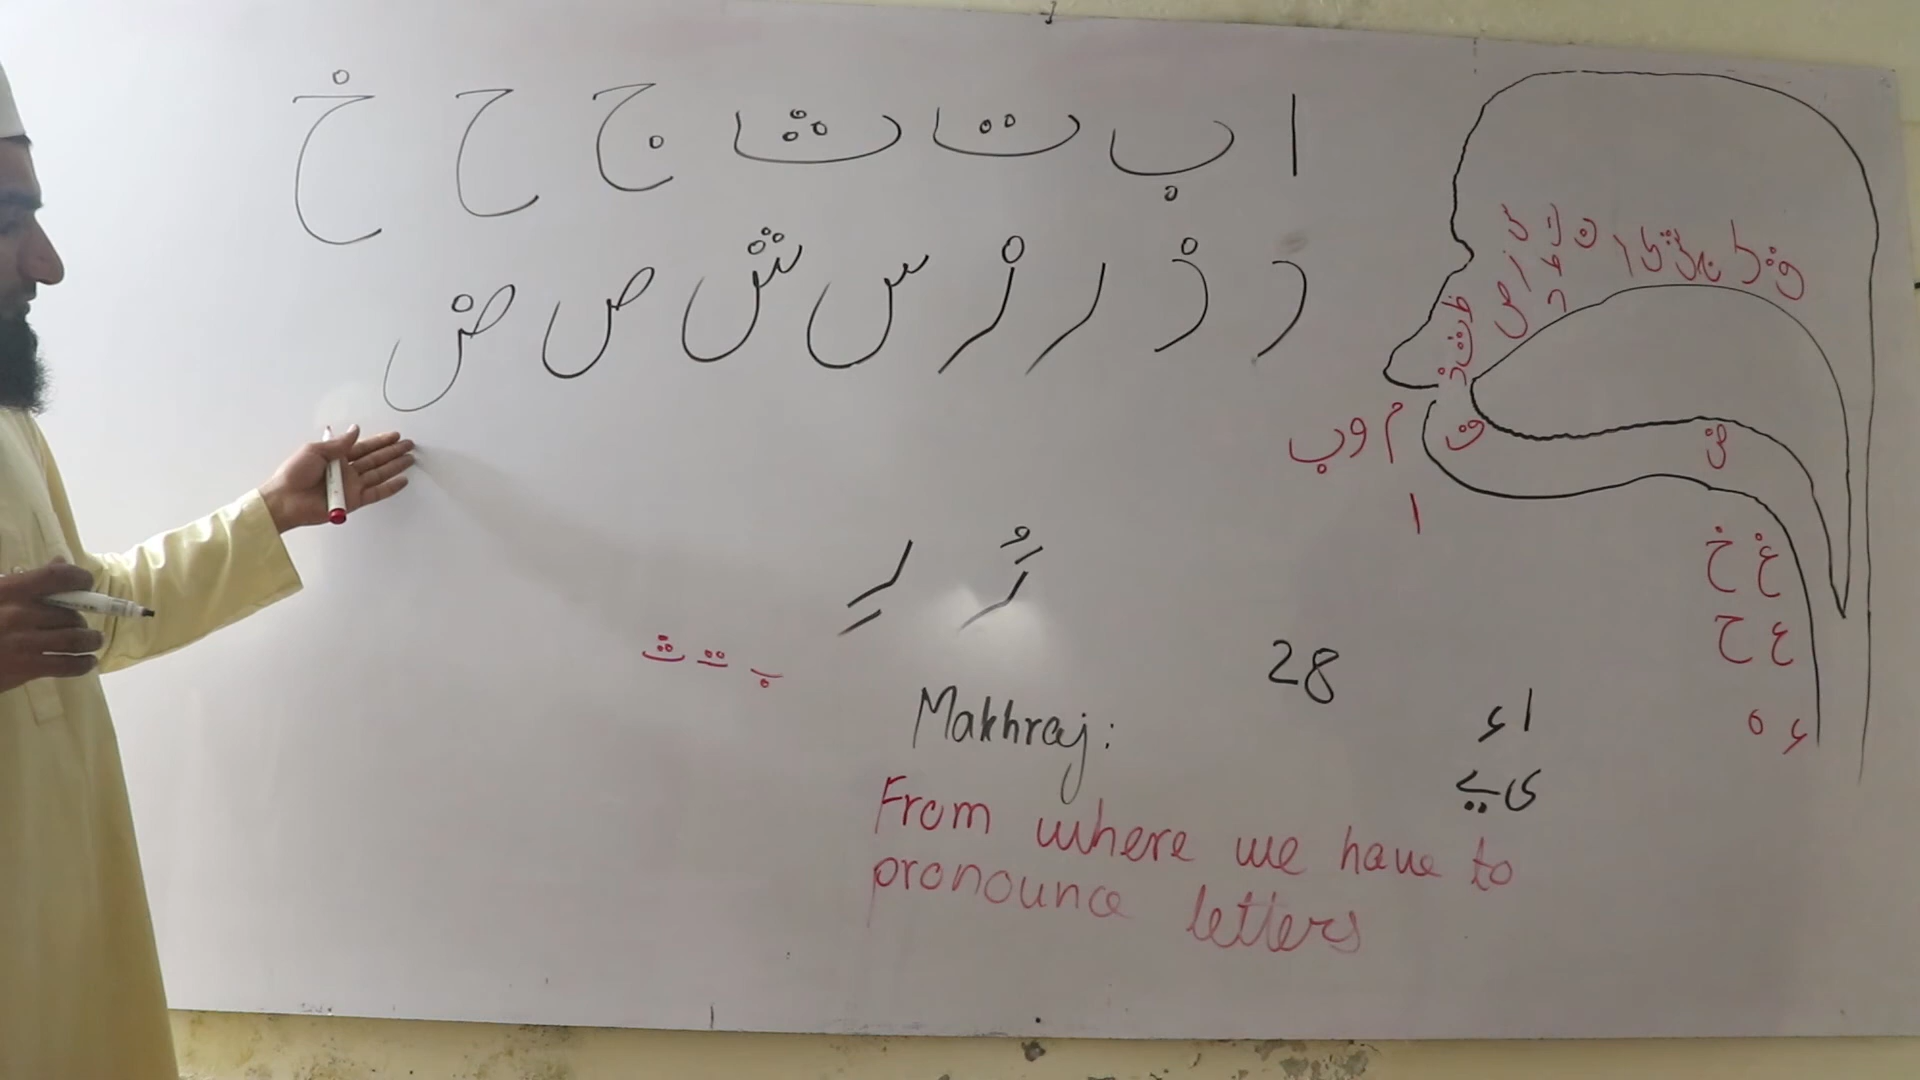 ا ب ت ث ج ح خ
د ذ ر ز س ش ص ض
م و ب
ف
ا
غ خ
ع ح
ء ه
رُ رِ
ب ت ث
28
Makhraj:
ا ء
ی ے
From where we have to
pronounce letters